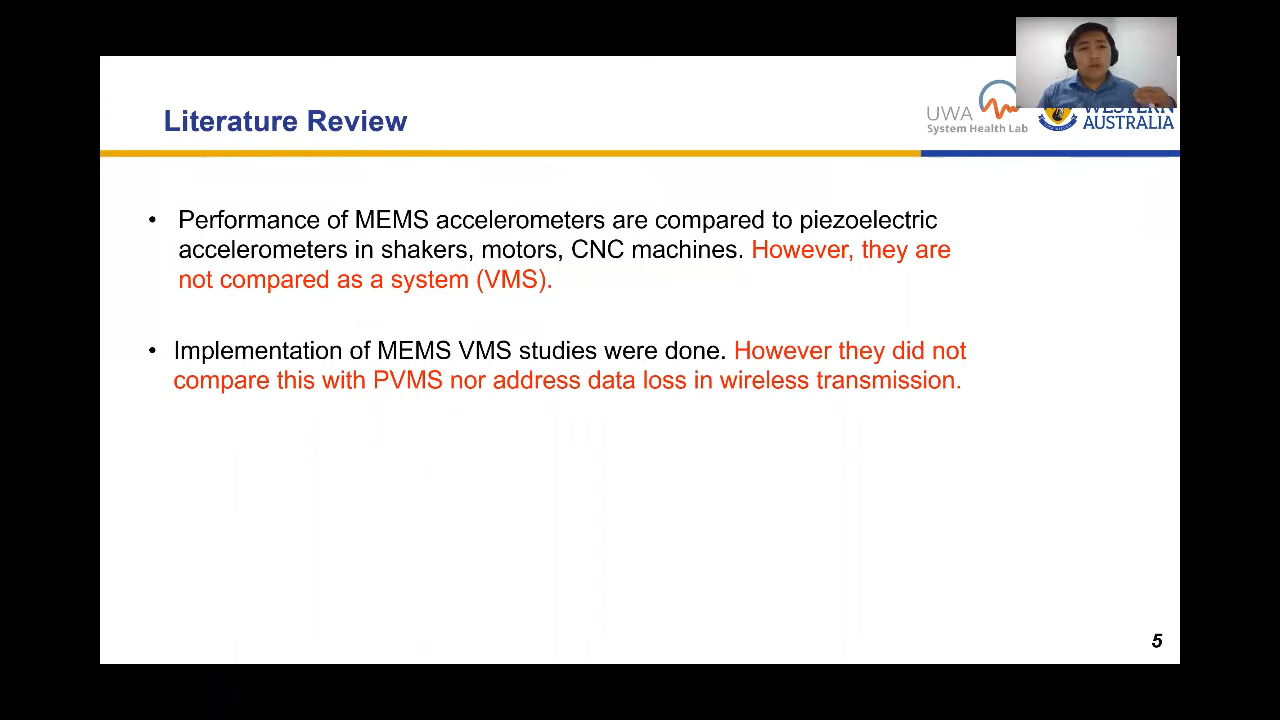 Literature Review
UWA
System Health Lab
WESTERN
AUSTRALIA
• Performance of MEMS accelerometers are compared to piezoelectric
accelerometers in shakers, motors, CNC machines. However, they are
not compared as a system (VMS).
• Implementation of MEMS VMS studies were done. However they did not
compare this with PVMS nor address data loss in wireless transmission.
5